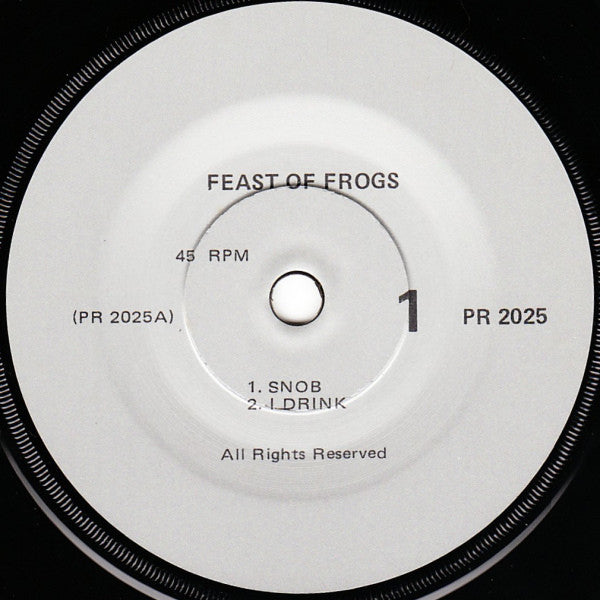 FEAST OF FROGS
45 RPM
(PR 2025A)
1
PR 2025
1. SNOB
2. I DRINK
All Rights Reserved